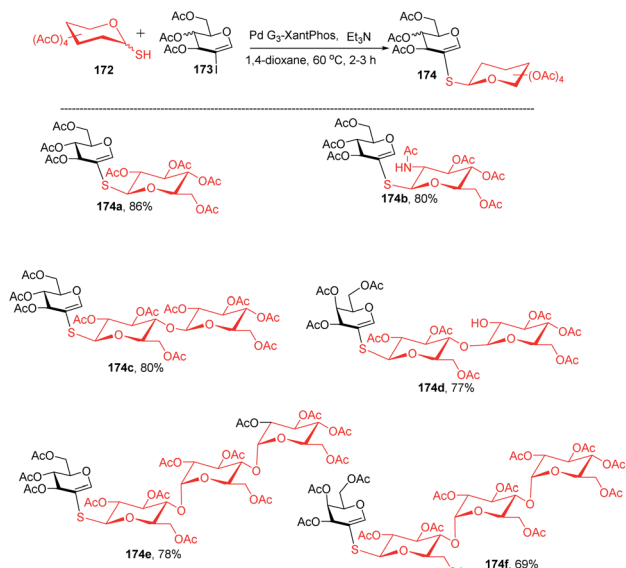 (AcO)4 O SH 172 + AcO O AcO AcO I 173 Pd G3-XantPhos, Et3N AcO O AcO AcO S O (OAc)4 174
1,4-dioxane, 60 °C, 2-3 h
AcO O AcO AcO S AcO OAc OAc O OAc OAc
174a, 86%
AcO O AcO AcO S Ac HN OAc OAc O OAc
174b, 80%
AcO O AcO AcO S AcO OAc O OAc O AcO OAc OAc O OAc
174c, 80%
AcO OAc O AcO S AcO OAc O OAc O HO OAc OAc O OAc
174d, 77%
AcO O AcO AcO S AcO OAc O OAc O AcO OAc O OAc O AcO OAc OAc O OAc
174e, 78%
AcO OAc O AcO S AcO OAc O O AcO OAc O OAc O AcO OAc OAc O OAc
174f, 69%